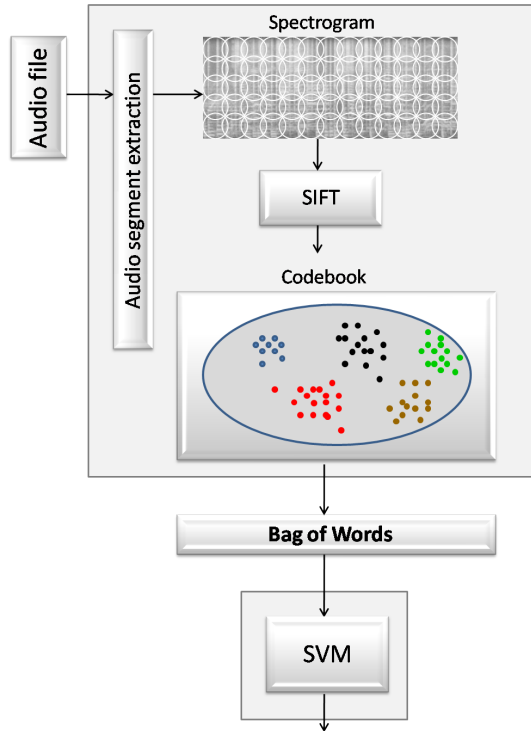 Audio file
Audio segment extraction
Spectrogram
SIFT
Codebook
Bag of Words
SVM